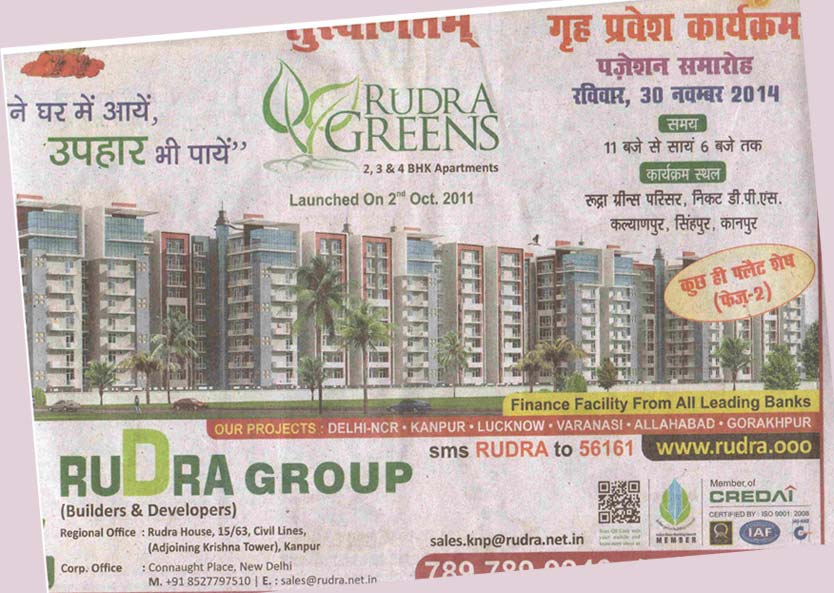 सुस्वागतम्
गृह प्रवेश कार्यक्रम
पज़ेशन समारोह
रविवार, 30 नवम्बर 2014
समय
11 बजे से सायं 6 बजे तक
कार्यक्रम स्थल
रूद्रा ग्रीन्स परिसर, निकट डी.पी.एस.
कल्याणपुर, सिंहपुर, कानपुर
ने घर में आयें,
उपहार भी पायें”
RUDRA
GREENS
2, 3 & 4 BHK Apartments
Launched On 2nd Oct. 2011
कुछ ही फ्लैट शेष
(फेज़-2)
Finance Facility From All Leading Banks
OUR PROJECTS : DELHI-NCR • KANPUR • LUCKNOW • VARANASI • ALLAHABAD • GORAKHPUR
sms RUDRA to 56161
www.rudra.ooo
RUDRA GROUP
(Builders & Developers)
Regional Office : Rudra House, 15/63, Civil Lines,
(Adjoining Krishna Tower), Kanpur
Corp. Office : Connaught Place, New Delhi
M. +91 8527797510 | E. : sales@rudra.net.in
sales.knp@rudra.net.in
MEMBER
Member of
CREDAI
CERTIFIED BY : ISO 9001: 2008
IAF
789-789-